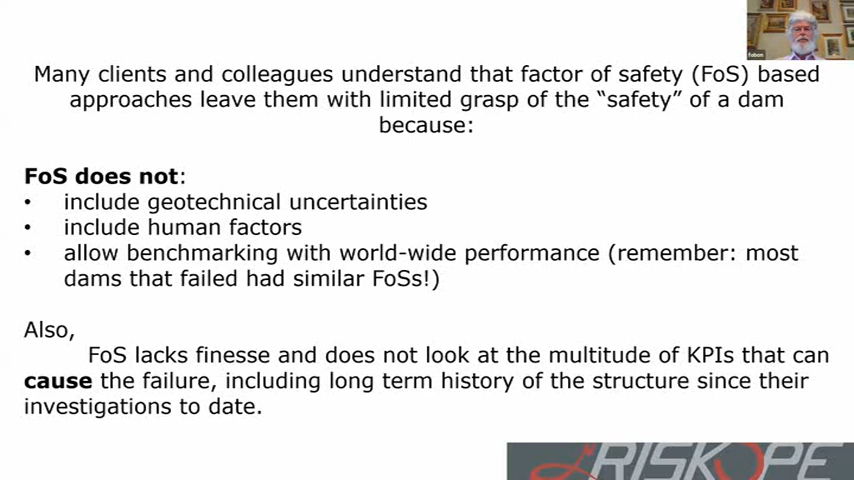 Many clients and colleagues understand that factor of safety (FoS) based
approaches leave them with limited grasp of the “safety” of a dam
because:
FoS does not:
• include geotechnical uncertainties
• include human factors
• allow benchmarking with world-wide performance (remember: most
dams that failed had similar FoSs!)
Also,
FoS lacks finesse and does not look at the multitude of KPIs that can
cause the failure, including long term history of the structure since their
investigations to date.
RISKOPE